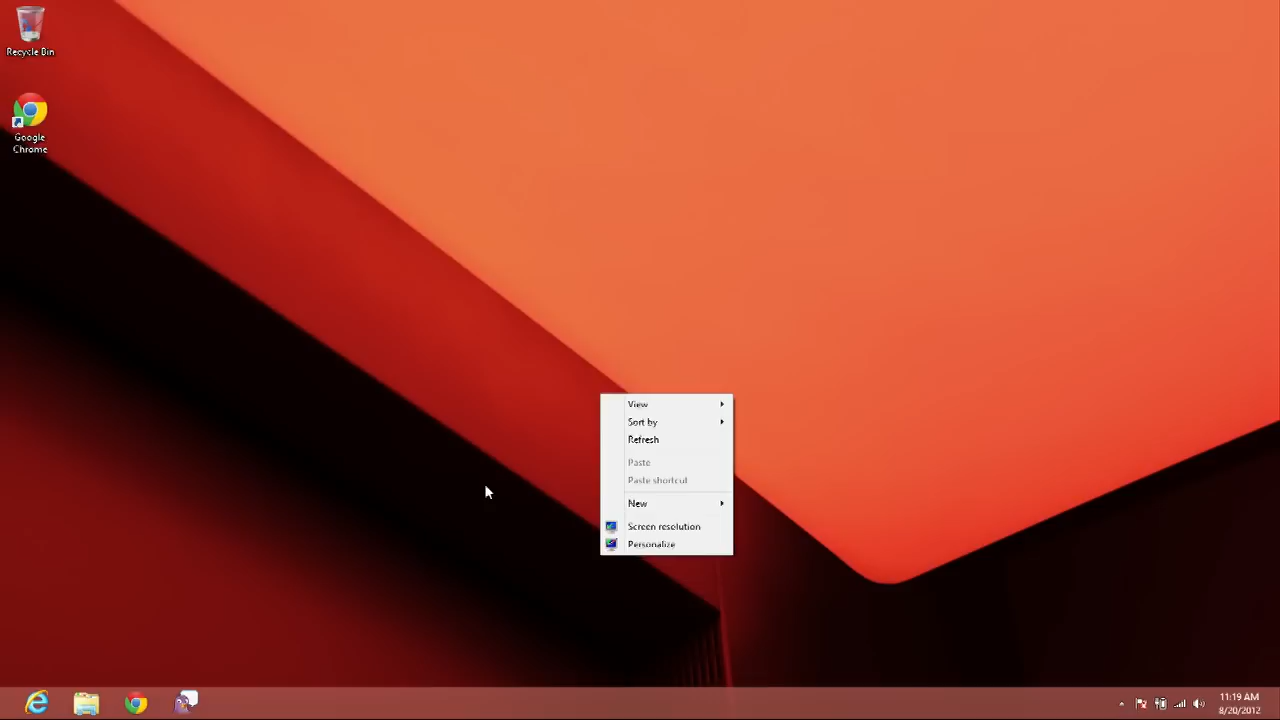 Recycle Bin
Google
Chrome
View
Sort by
Refresh
Paste
Paste shortcut
New
Screen resolution
Personalize
11:19 AM
8/20/2012